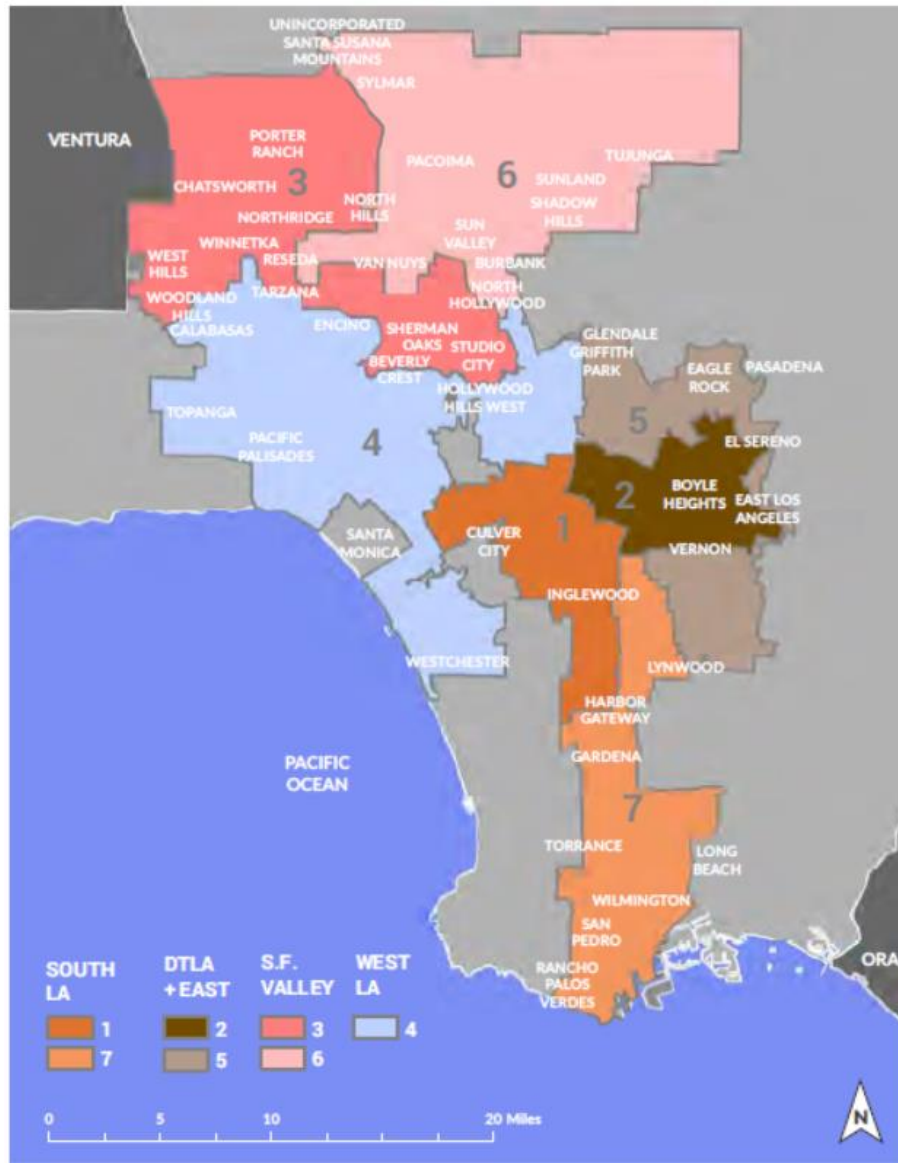 UNINCORPORATED
SANTA SUSANA
MOUNTAINS
SYLMAR
VENTURA
PORTER
RANCH
PACOIMA
TUJUNGA
CHATSWORTH
3
6
SUNLAND
NORTH
HILLS
SHADOW
HILLS
NORTHRIDGE
SUN
VALLEY
WINNETKA
WEST
HILLS
RESEDA
VAN NUYS
BURBANK
TARZANA
NORTH
HOLLYWOOD
WOODLAND
HILLS
CALABASAS
ENCINO
SHERMAN
OAKS
STUDIO
CITY
GLENDALE
GRIFFITH
PARK
BEVERLY
CREST
EAGLE
ROCK
PASADENA
HOLLYWOOD
HILLS WEST
TOPANGA
5
PACIFIC
PALISADES
4
EL SERENO
BOYLE
HEIGHTS
2
EAST LOS
ANGELES
SANTA
MONICA
CULVER
CITY
1
VERNON
INGLEWOOD
WESTCHESTER
LYNWOOD
HARBOR
GATEWAY
PACIFIC
OCEAN
GARDENA
7
TORRANCE
LONG
BEACH
WILMINGTON
SAN
PEDRO
RANCHO
PALOS
VERDES
ORA
SOUTH
LA
1
7
DTLA
+ EAST
2
5
S.F.
VALLEY
3
6
WEST
LA
4
0 5 10 20 Miles
N